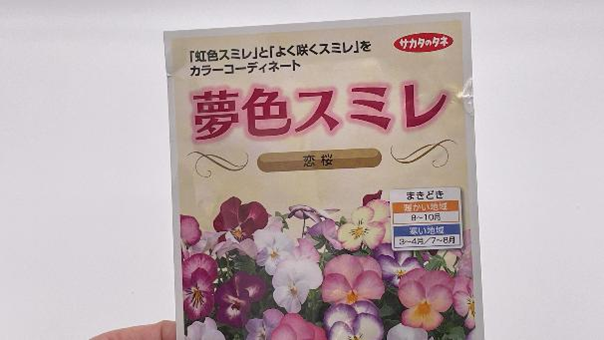 「虹色スミレ」と「よく咲くスミレ」を
カラーコーディネート
サカタのタネ
夢色スミレ
恋桜
まきどき
暖かい地域
8〜10月
寒い地域
3〜4月/7〜8月